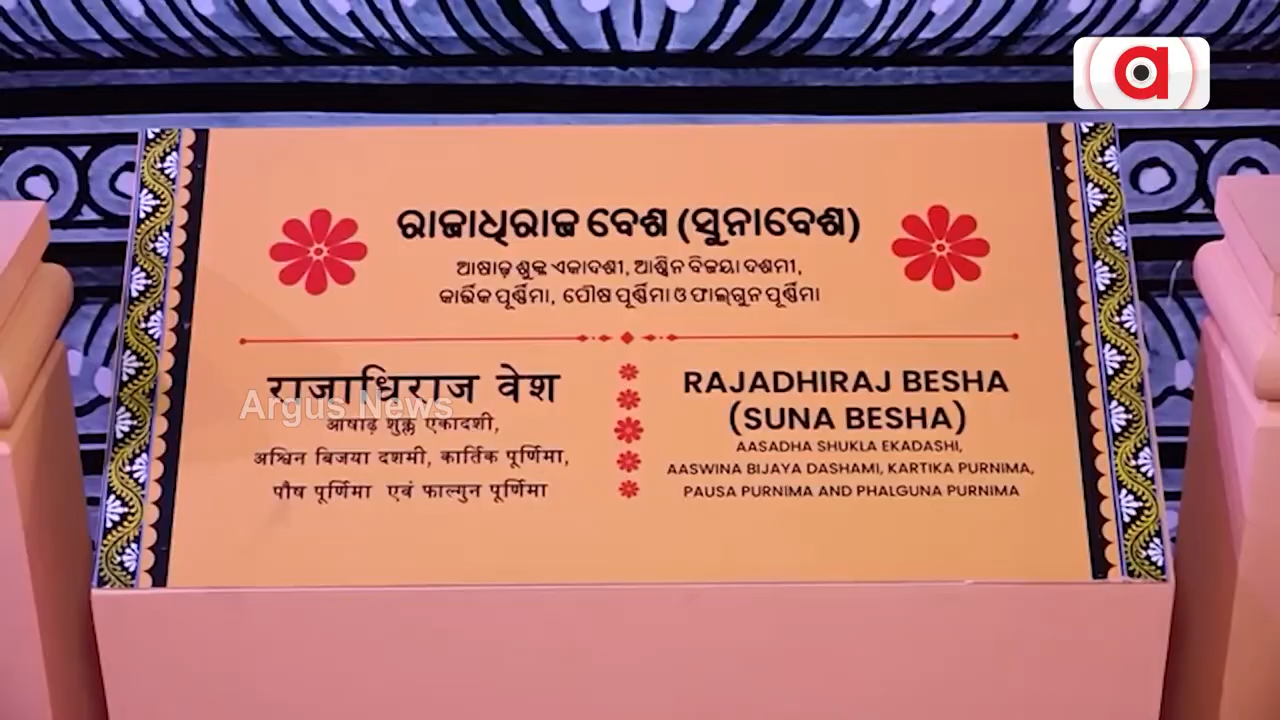 ରାଜାଧିରାଜ ବେଶ (ସୁନାବେଶ)
ଆଷାଢ଼ ଶୁକ୍ଳ ଏକାଦଶୀ, ଆଶ୍ୱିନ ବିଜୟା ଦଶମୀ,
କାର୍ତ୍ତିକ ପୂର୍ଣ୍ଣିମା, ପୌଷ ପୂର୍ଣ୍ଣିମା ଓ ଫାଲ୍‌ଗୁନ ପୂର୍ଣ୍ଣିମା
राजाधिराज वेश
Argus News
आषाढ़ शुक्ल एकादशी,
अश्विन बिजया दशमी, कार्तिक पूर्णिमा,
पौष पूर्णिमा एबं फाल्गुन पूर्णिमा
RAJADHIRAJ BESHA
(SUNA BESHA)
AASADHA SHUKLA EKADASHI,
AASWINA BIJAYA DASHAMI, KARTIKA PURNIMA,
PAUSA PURNIMA AND PHALGUNA PURNIMA
a